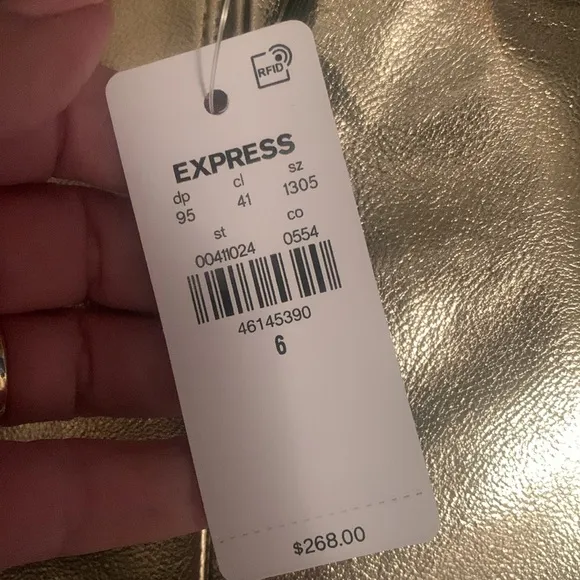 RFID
EXPRESS
dp cl sz
95 41 1305
st co
00411024 0554
46145390
6
$268.00